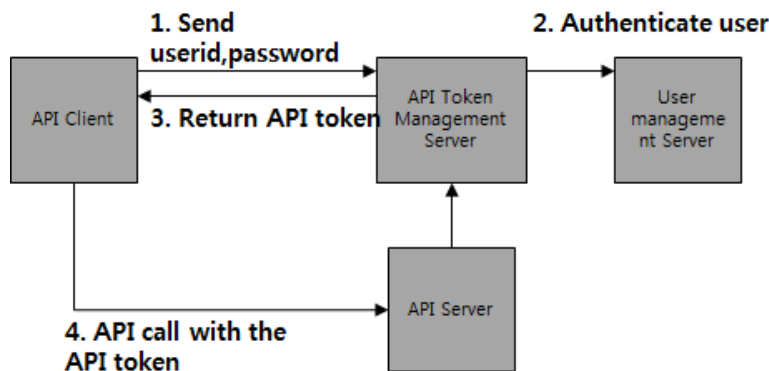 1. Send
userid,password
2. Authenticate user
API Client
3. Return API token
API Token
Management
Server
User
manageme
nt Server
API Server
4. API call with the
API token